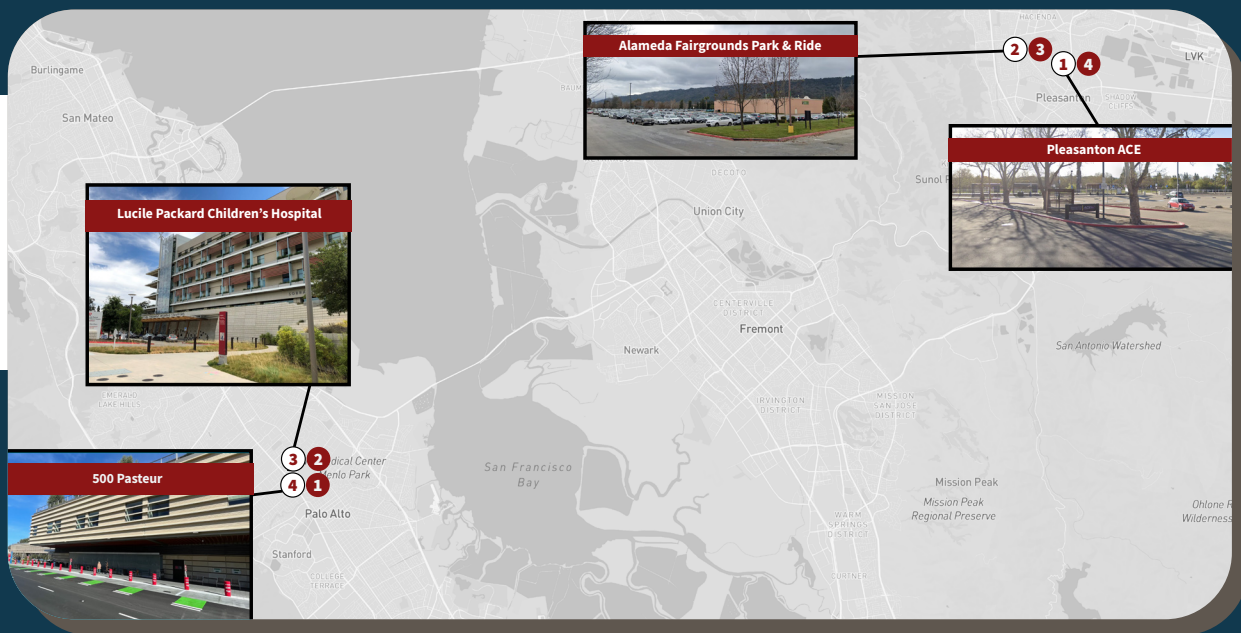 HACIENDA
Alameda Fairgrounds Park & Ride
2 3
1 4
LVK
Burlingame
San Mateo
Pleasanton
SHADOW
CLIFFS
Pleasanton ACE
DECOTO
Sunol
Union City
Lucile Packard Children's Hospital
CENTERVILLE
DISTRICT
Fremont
Newark
San Antonio Watershed
EMERALD
LAKE HILLS
IRVINGTON
DISTRICT
MISSION
SAN JOSE
DISTRICT
3 2
Center
Menlo Park
4 1
500 Pasteur
San Francisco
Bay
Mission Peak
Mission Peak
Regional Preserve
Ohlone
Wilderness
Palo Alto
WARM
SPRINGS
DISTRICT
Stanford
COLLEGE
TERRACE
CURTNER